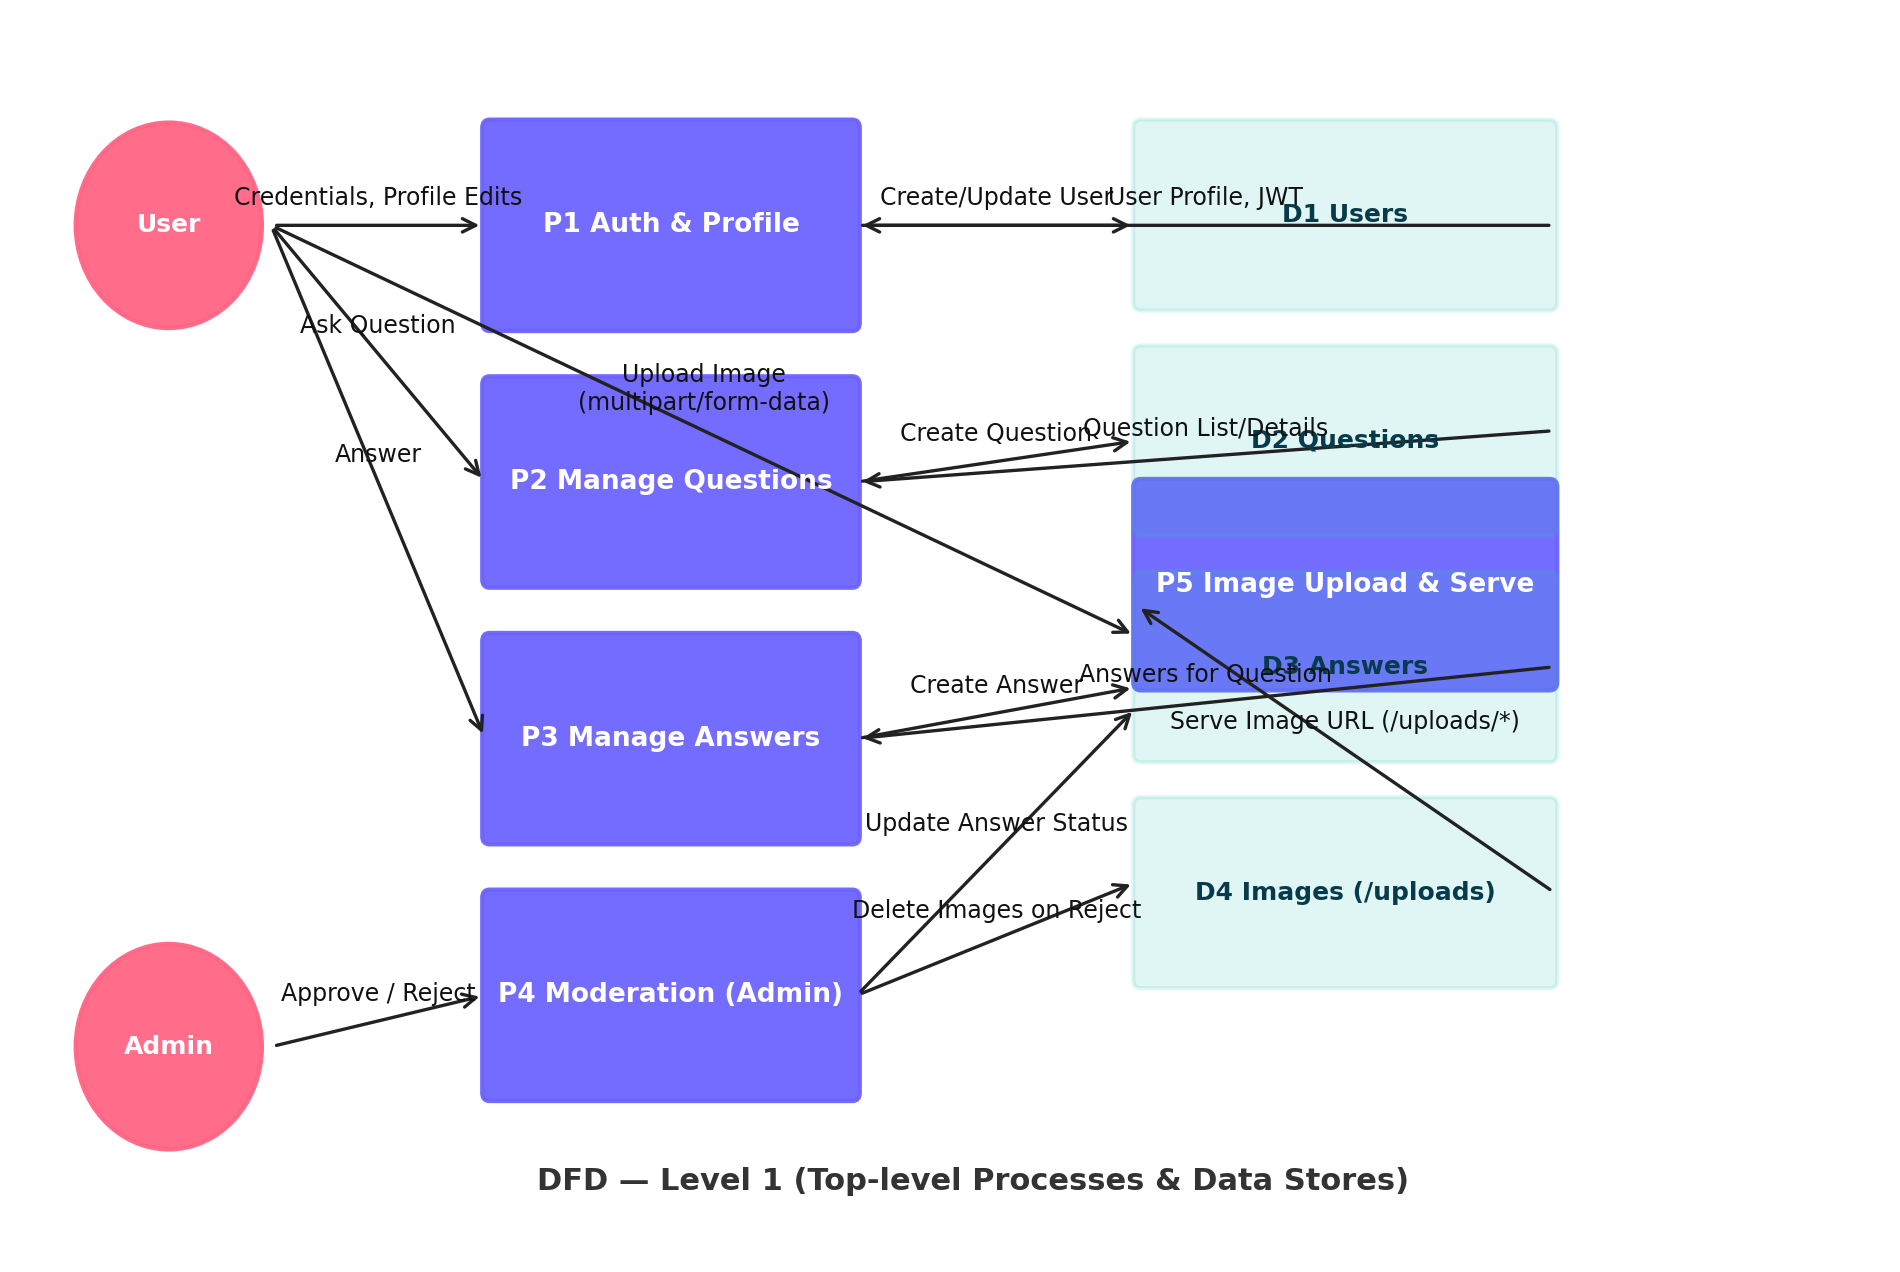 User
Credentials, Profile Edits
P1 Auth & Profile
Create/Update User
User Profile, JWT
D1 Users
Ask Question
Upload Image
(multipart/form-data)
Answer
P2 Manage Questions
Create Question
Question List/Details
D2 Questions
P5 Image Upload & Serve
D3 Answers
Answers for Question
Create Answer
Serve Image URL (/uploads/*)
P3 Manage Answers
Update Answer Status
Delete Images on Reject
D4 Images (/uploads)
Approve / Reject
P4 Moderation (Admin)
Admin
DFD — Level 1 (Top-level Processes & Data Stores)